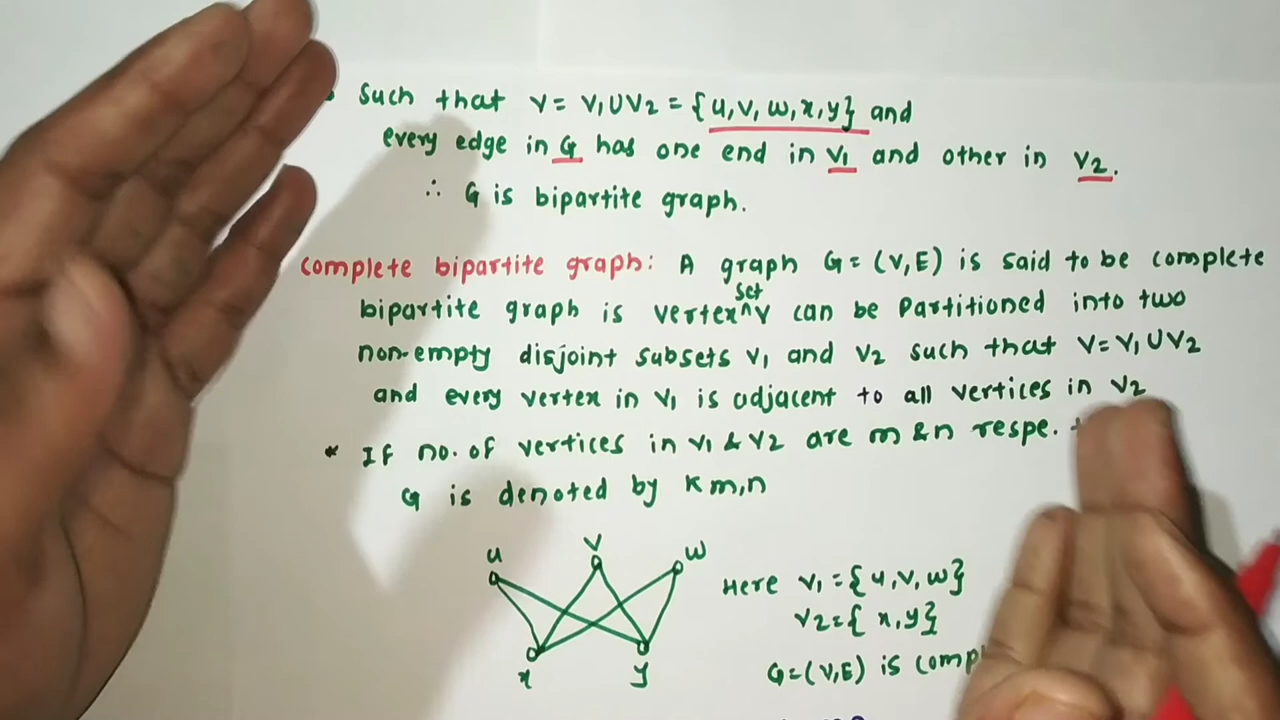 such that V = V1 U V2 = {u, v, w, x, y} and
every edge in G has one end in V1 and other in V2.
∴ G is bipartite graph.
complete bipartite graph: A graph G = (V, E) is said to be complete
set
bipartite graph is vertex ^ V can be Partitioned into two
non-empty disjoint subsets V1 and V2 such that V = V1 U V2
and every vertex in V1 is adjacent to all vertices in V2
* If no. of vertices in V1 & V2 are m & n respe.
G is denoted by Km,n
u v w
Here V1 = {u, v, w}
V2 = {x, y}
x y
G = (V, E) is